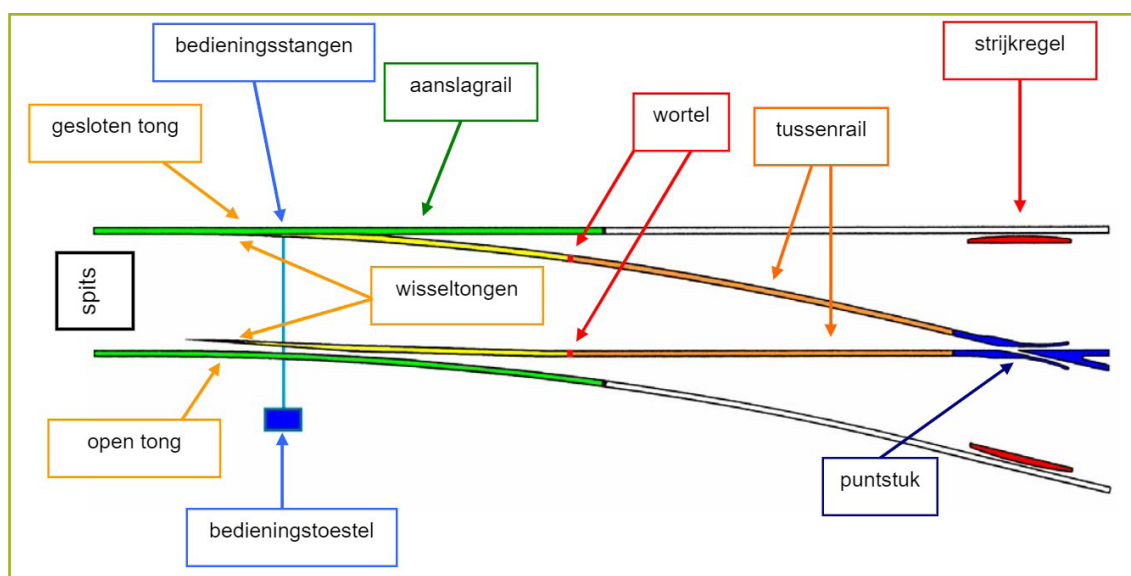 bedieningsstangen
strijkregel
aanslagrail
gesloten tong
wortel
tussenrail
spits
wisseltongen
open tong
puntstuk
bedieningstoestel